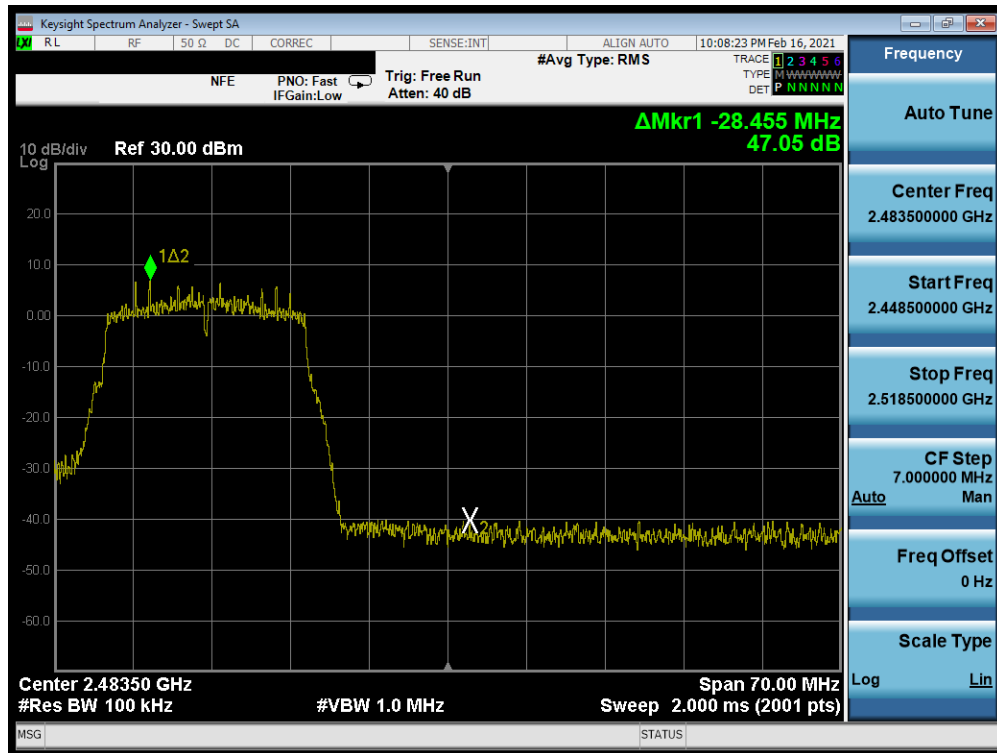 Keysight Spectrum Analyzer - Swept SA
LXI RL RF 50 Ω DC CORREC SENSE:INT ALIGN AUTO 10:08:23 PM Feb 16, 2021
#Avg Type: RMS TRACE 1 2 3 4 5 6
NFE PNO: Fast Trig: Free Run TYPE M WWWWW
IFGain:Low Atten: 40 dB DET P N N N N N
ΔMkr1 -28.455 MHz
47.05 dB
10 dB/div Ref 30.00 dBm
Log
20.0
10.0
0.00
-10.0
-20.0
-30.0
-40.0
-50.0
-60.0
1Δ2
X2
Center 2.48350 GHz Span 70.00 MHz
#Res BW 100 kHz #VBW 1.0 MHz Sweep 2.000 ms (2001 pts)
MSG STATUS
Frequency
Auto Tune
Center Freq
2.483500000 GHz
Start Freq
2.448500000 GHz
Stop Freq
2.518500000 GHz
CF Step
7.000000 MHz
Auto Man
Freq Offset
0 Hz
Scale Type
Log Lin